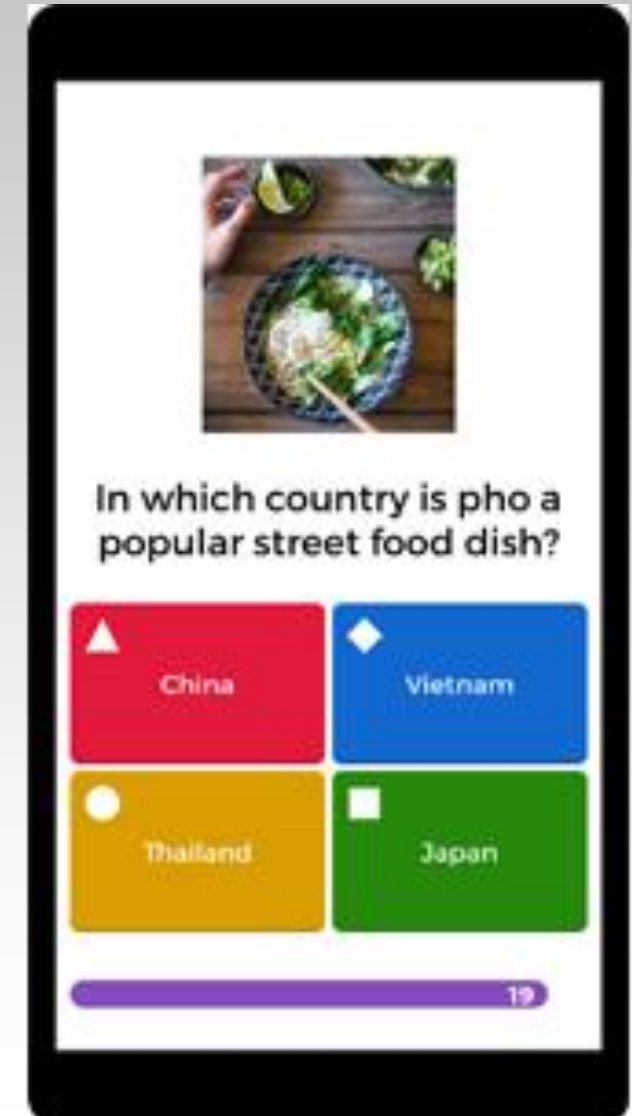 In which country is pho a
popular street food dish?
China
Vietnam
Thailand
Japan
19